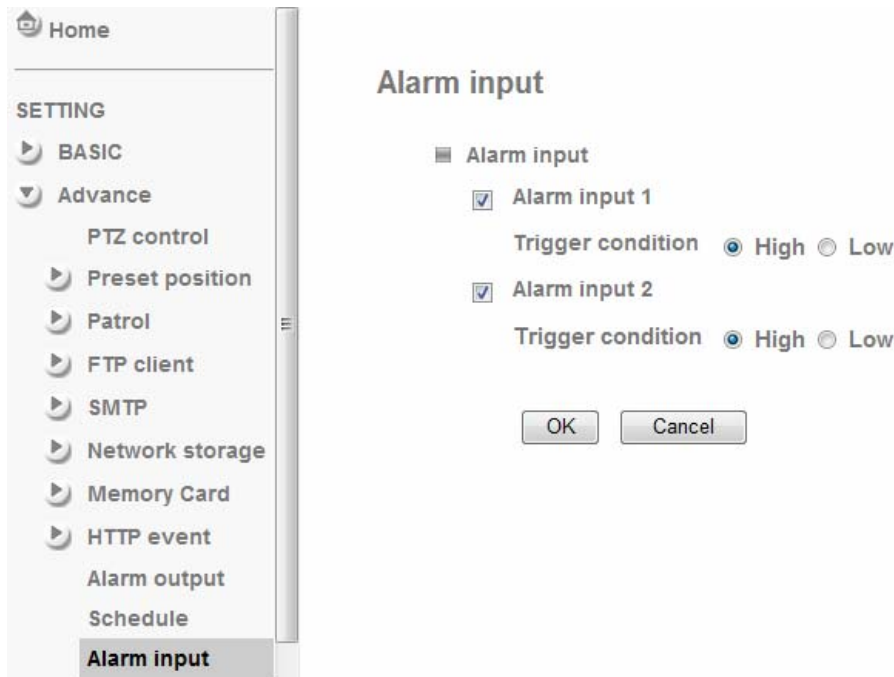 Home
SETTING
BASIC
Advance
PTZ control
Preset position
Patrol
FTP client
SMTP
Network storage
Memory Card
HTTP event
Alarm output
Schedule
Alarm input
Alarm input
Alarm input
Alarm input 1
Trigger condition High Low
Alarm input 2
Trigger condition High Low
OK Cancel